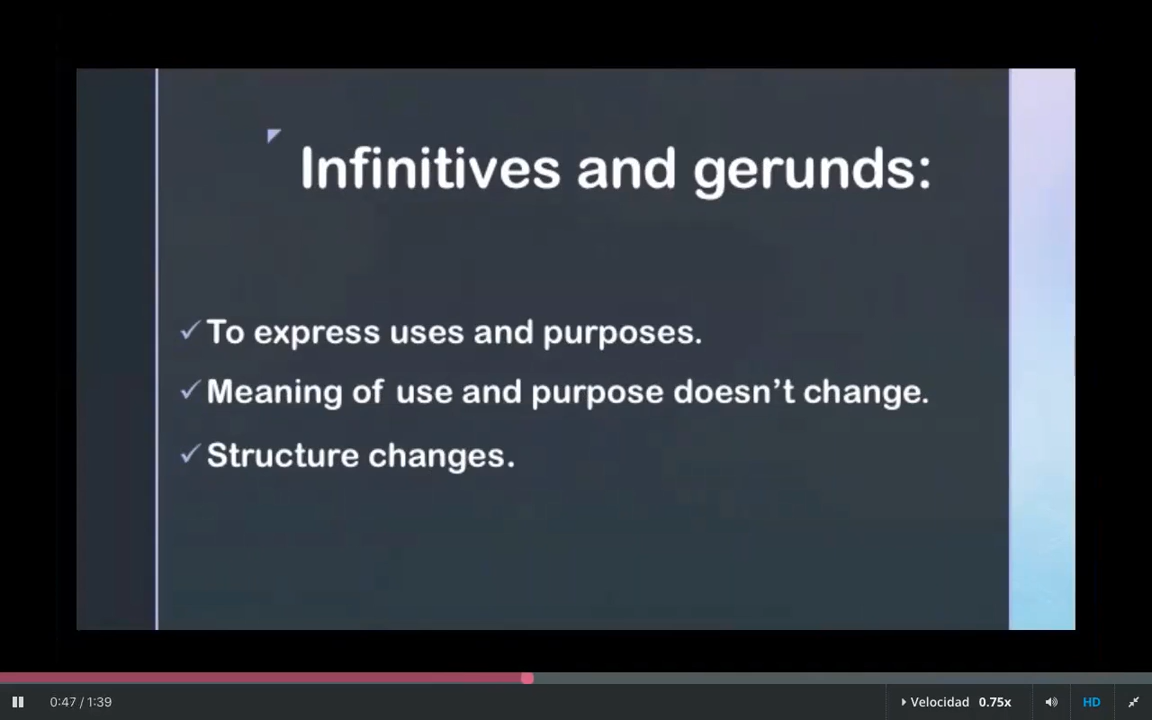 Infinitives and gerunds:
✓ To express uses and purposes.
✓ Meaning of use and purpose doesn’t change.
✓ Structure changes.
0:47 / 1:39
Velocidad 0.75x
HD